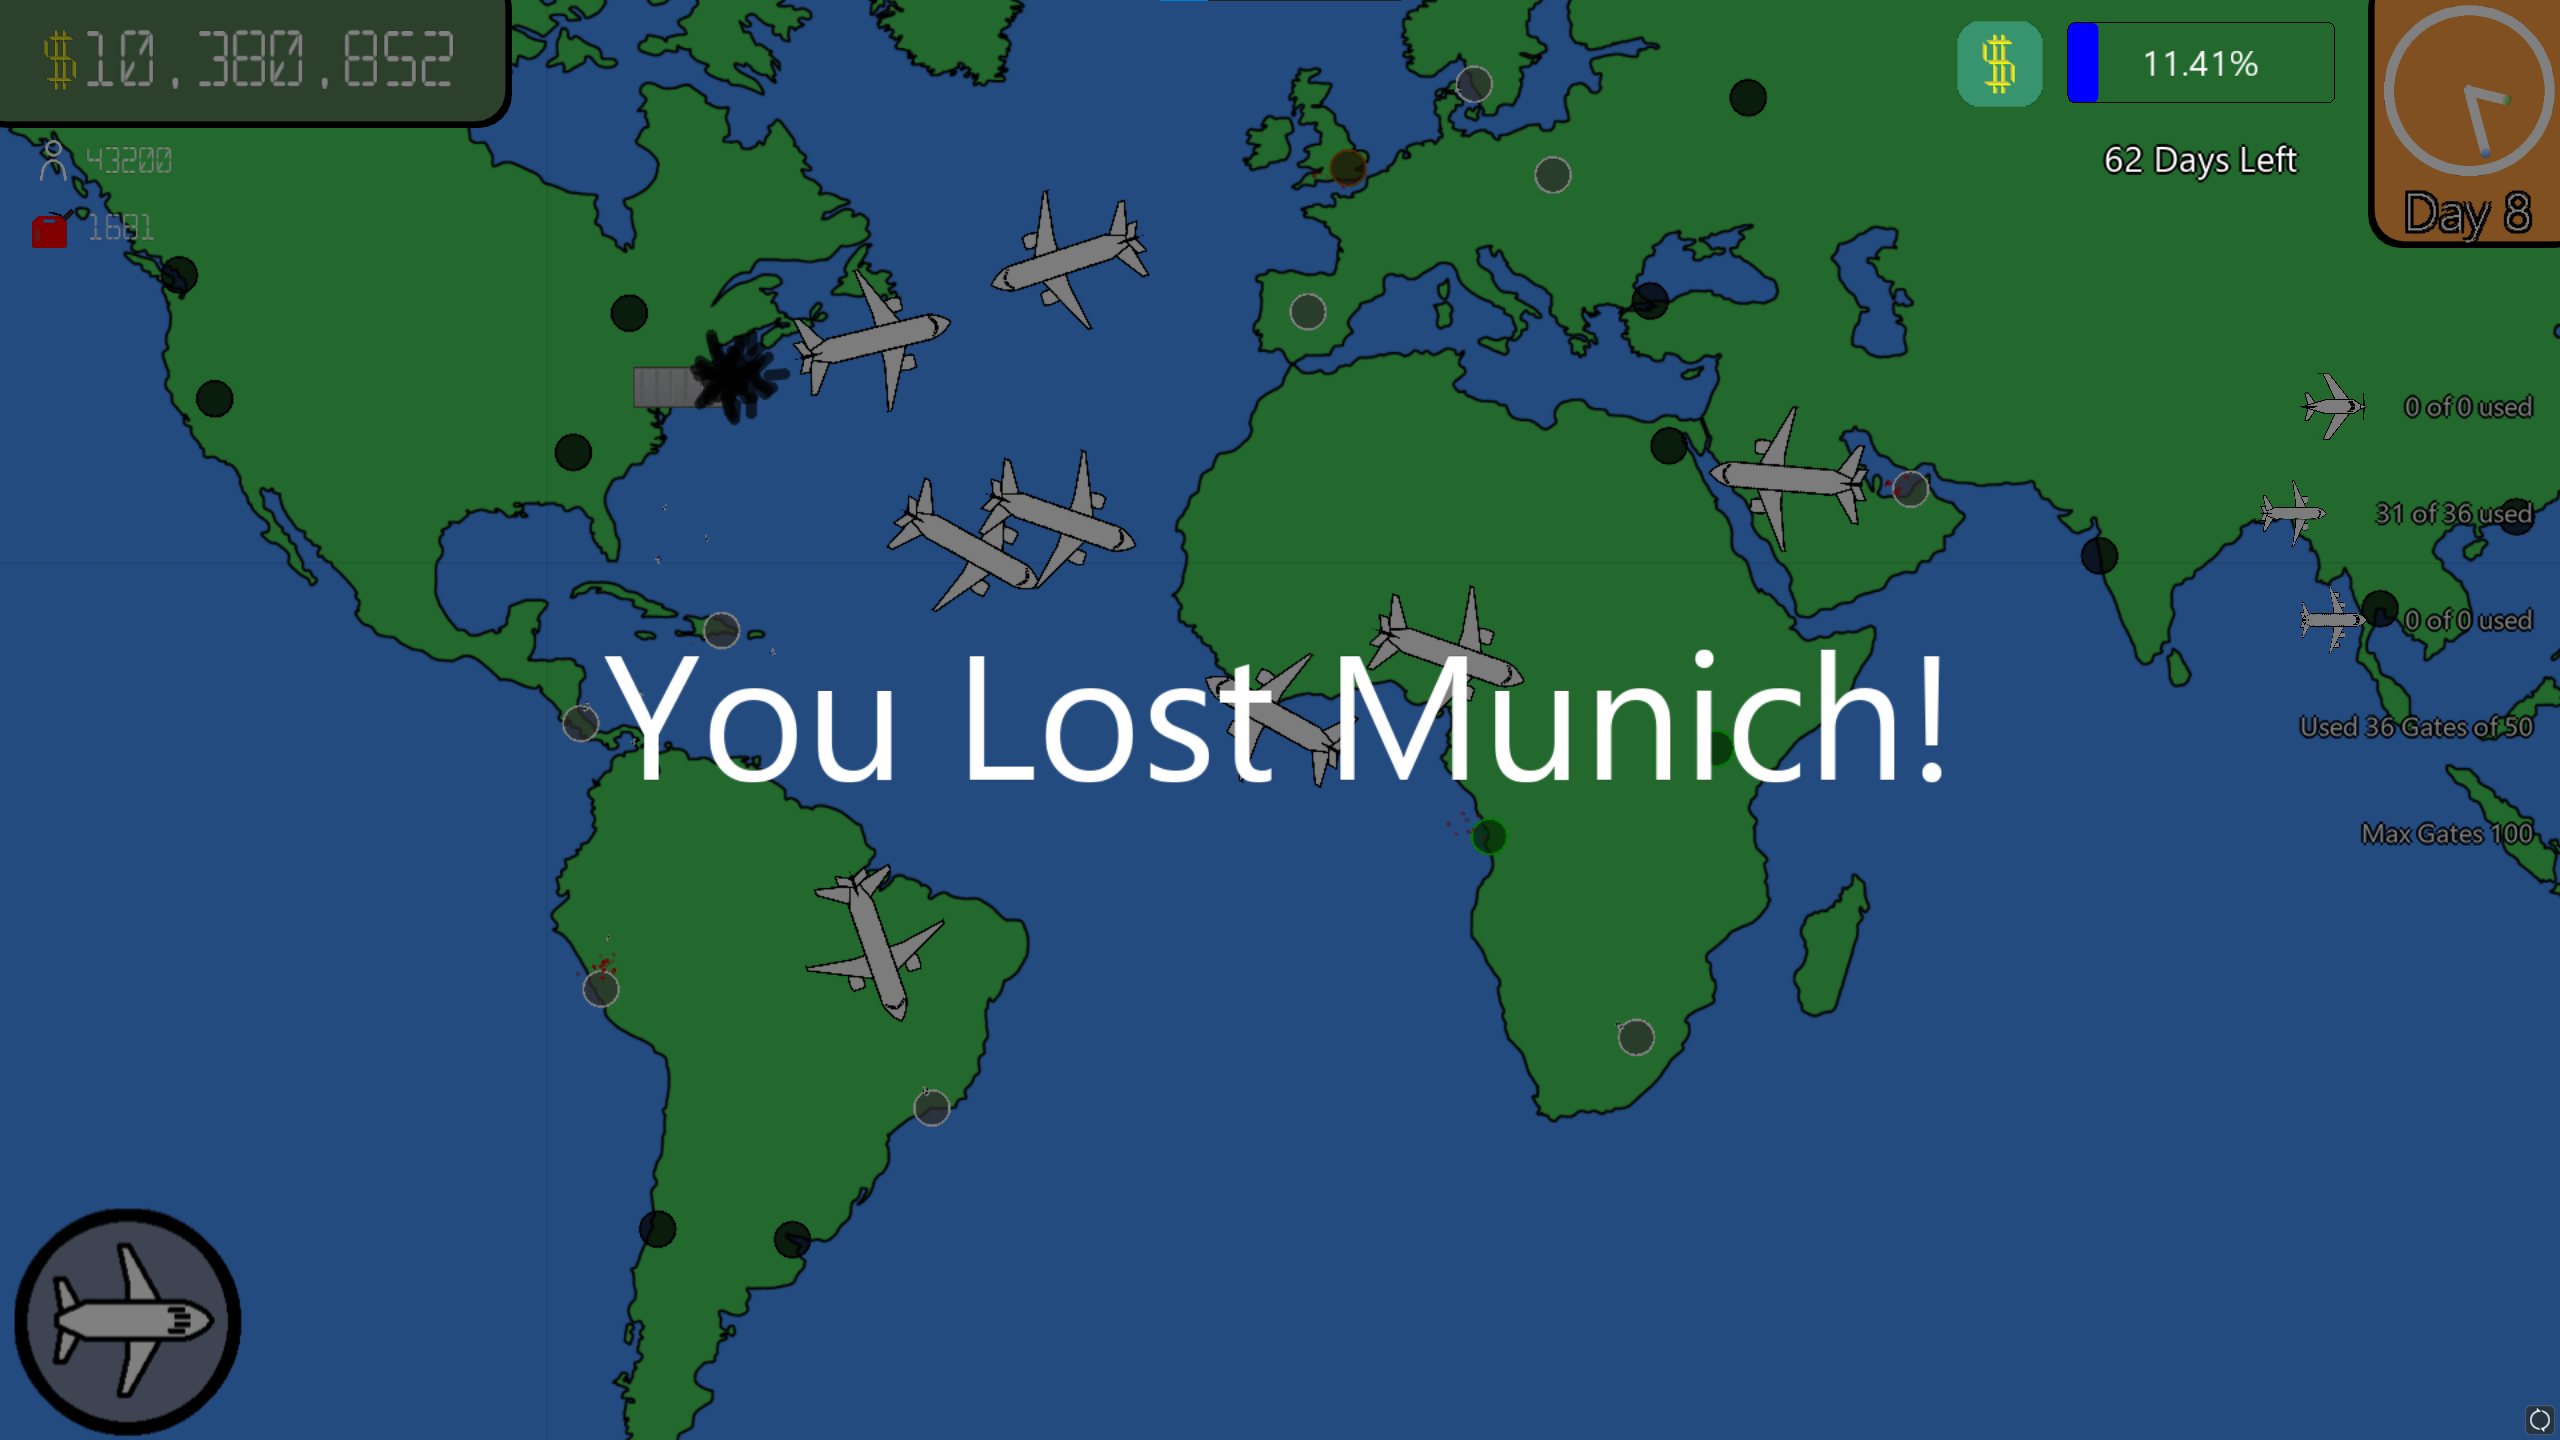 $10,380,852
43200
1681
$
11.41%
62 Days Left
Day 8
0 of 0 used
31 of 36 used
0 of 0 used
You Lost Munich!
Used 36 Gates of 50
Max Gates 100